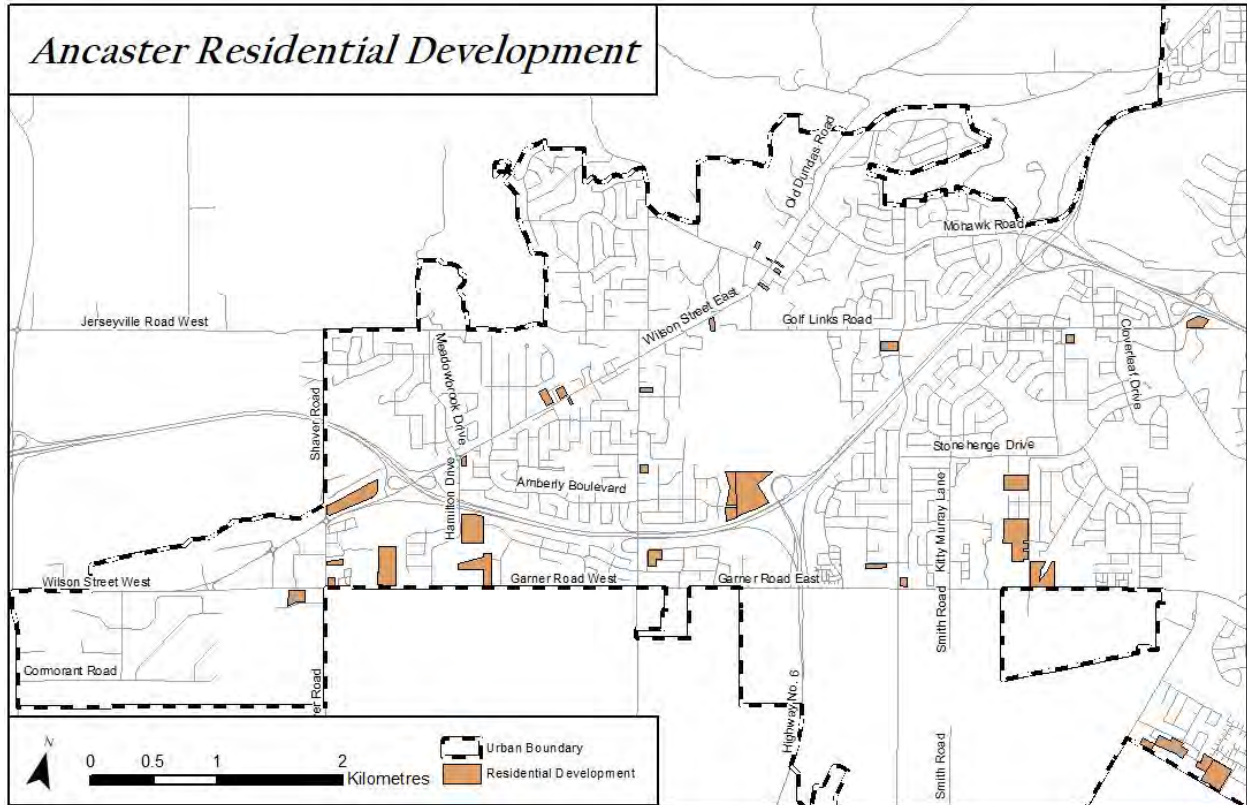 Ancaster Residential Development
Old Dundas Road
Mohawk Road
Jerseyville Road West
Wilson Street East
Golf Links Road
Cloverleaf Drive
Meadowbrook Drive
Shaver Road
Stonehenge Drive
Amberly Boulevard
Hamilton Drive
Kitty Murray Lane
Wilson Street West
Garner Road West
Garner Road East
Smith Road
Cormorant Road
er Road
Highway No. 6
Smith Road
N
0 0.5 1 2
Kilometres
Urban Boundary
Residential Development